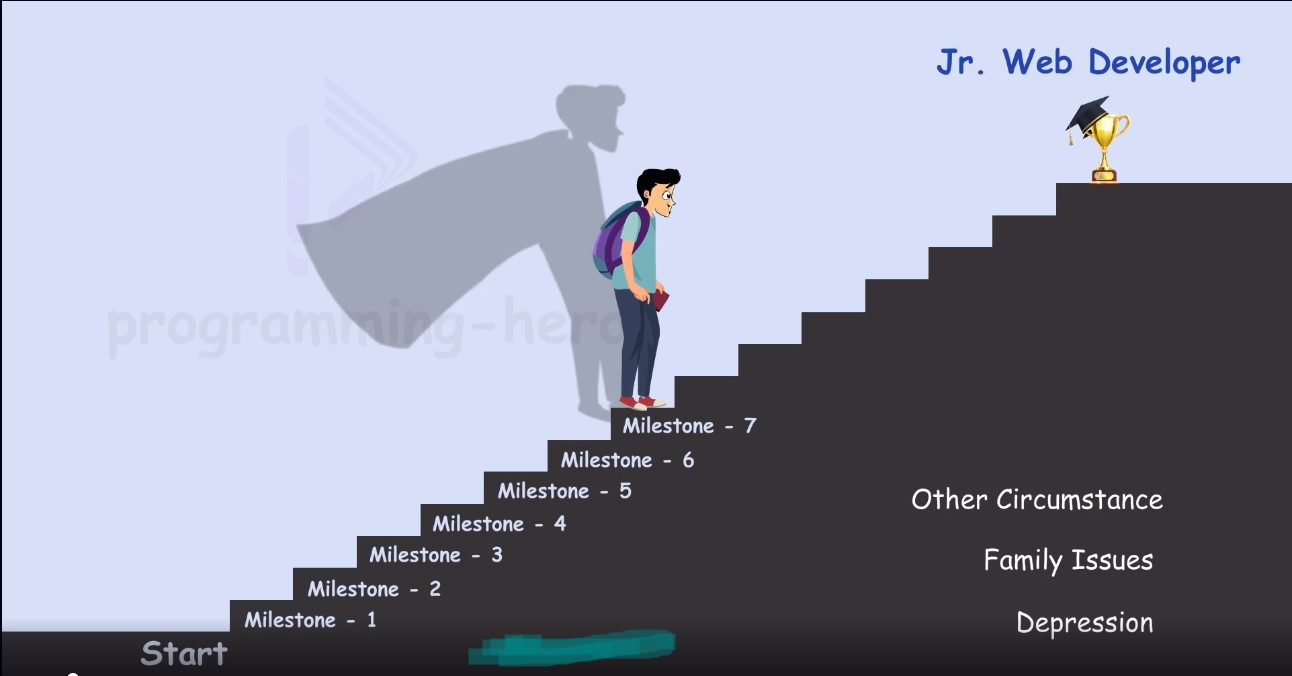 Jr. Web Developer
programming-hero
Milestone - 7
Milestone - 6
Milestone - 5
Milestone - 4
Milestone - 3
Milestone - 2
Milestone - 1
Start
Other Circumstance
Family Issues
Depression